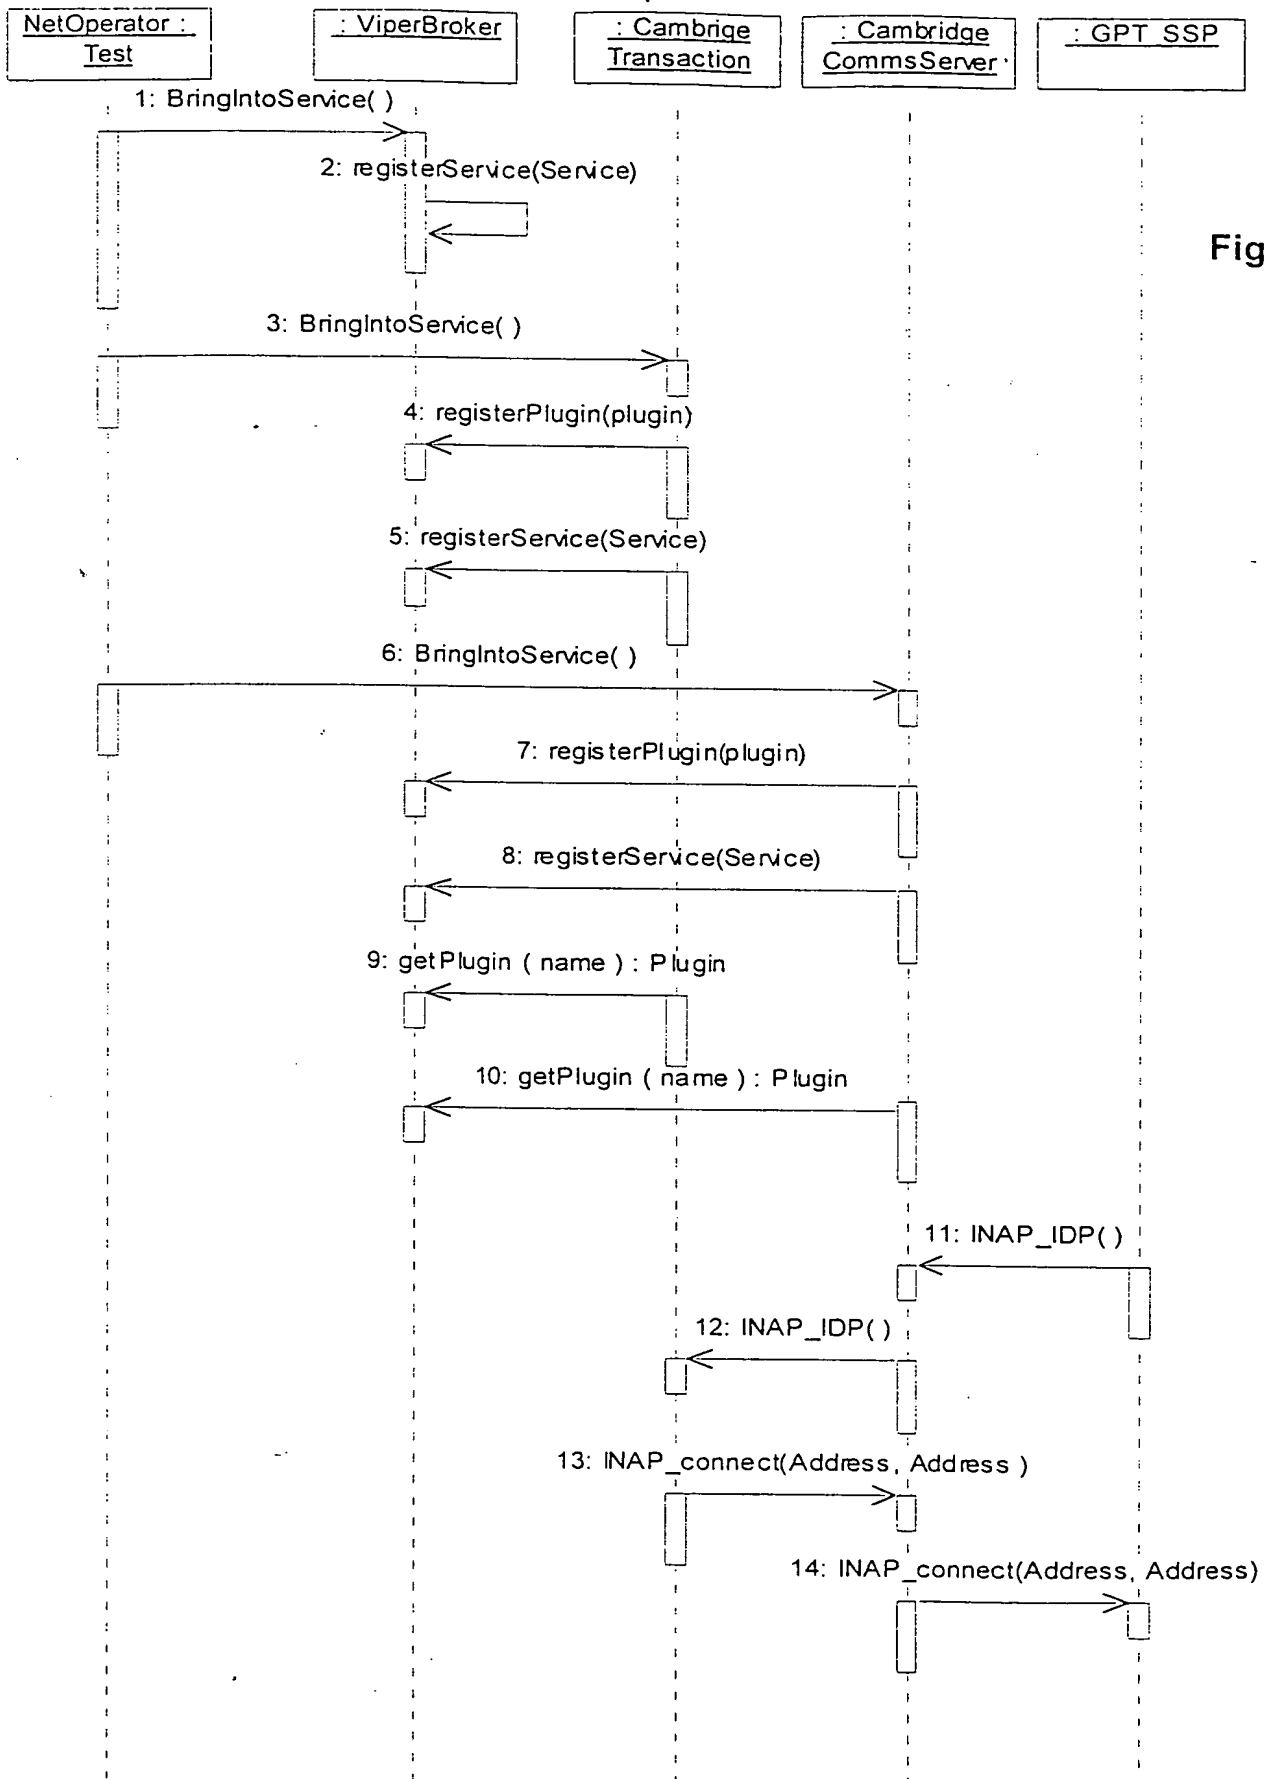 NetOperator :
Test
: ViperBroker
: Cambrige
Transaction
: Cambridge
CommsServer
: GPT SSP
1: BringIntoService( )
2: registerService(Service)
Fig
3: BringIntoService( )
4: registerPlugin(plugin)
5: registerService(Service)
6: BringIntoService( )
7: registerPlugin(plugin)
8: registerService(Service)
9: getPlugin ( name ) : Plugin
10: getPlugin ( name ) : Plugin
11: INAP_IDP( )
12: INAP_IDP( )
13: INAP_connect(Address, Address )
14: INAP_connect(Address, Address)